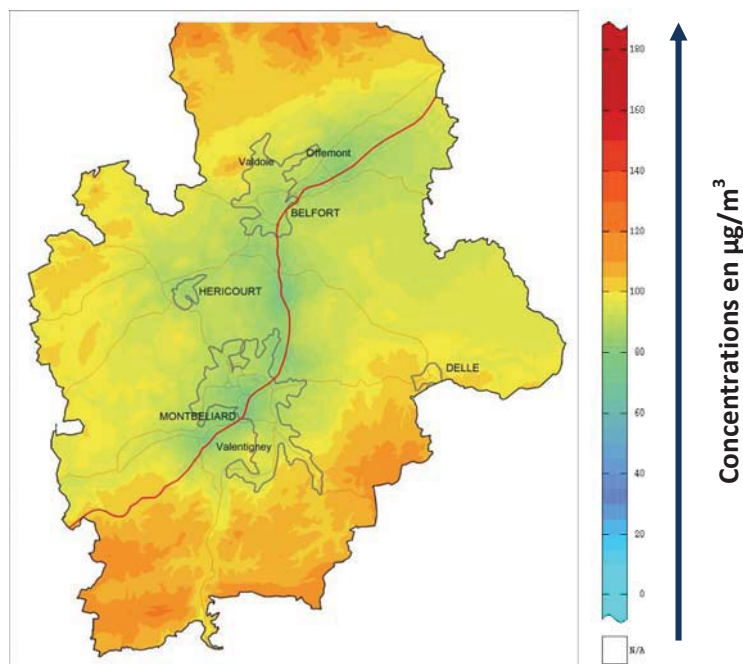 Valdoie
Offemont
BELFORT
HERICOURT
DELLE
MONTBELIARD
Valentigney
180
160
140
120
100
80
60
40
20
0
N/A
Concentrations en µg/m³